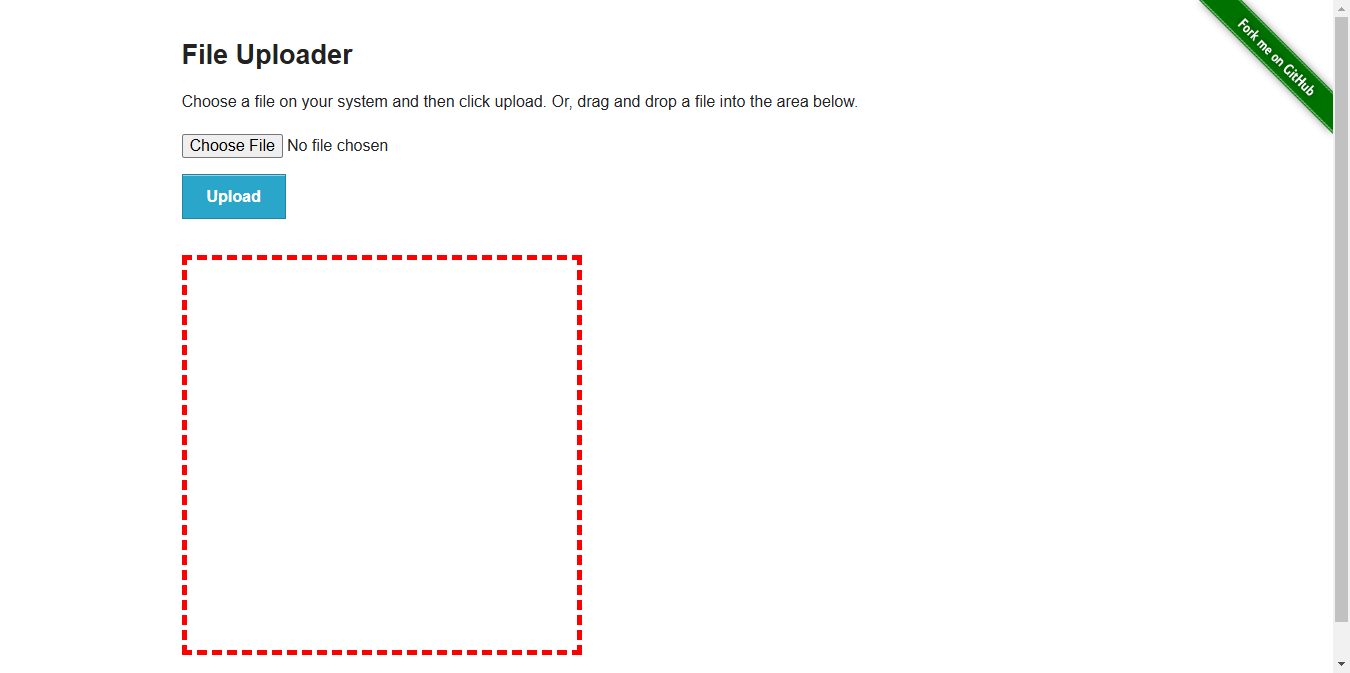 Fork me on GitHub
File Uploader
Choose a file on your system and then click upload. Or, drag and drop a file into the area below.
Choose File No file chosen
Upload